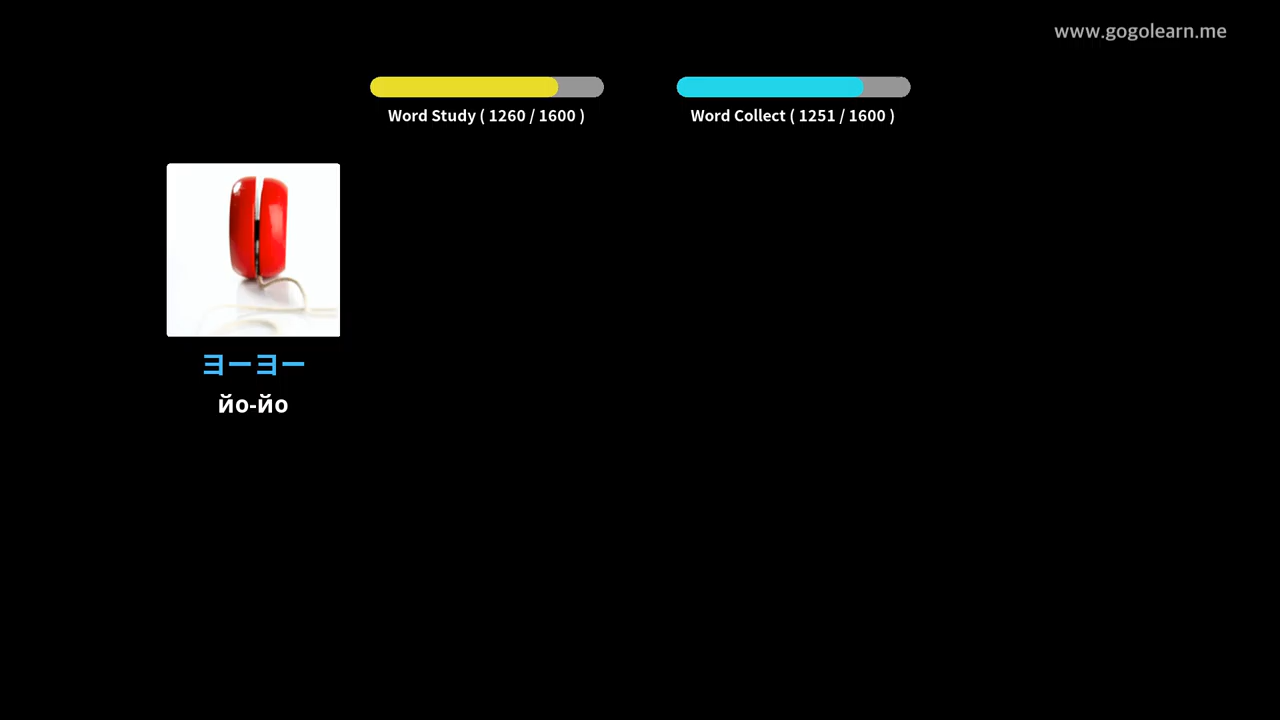 www.gogolearn.me
Word Study ( 1260 / 1600 )
Word Collect ( 1251 / 1600 )
ヨーヨー
йо-йо